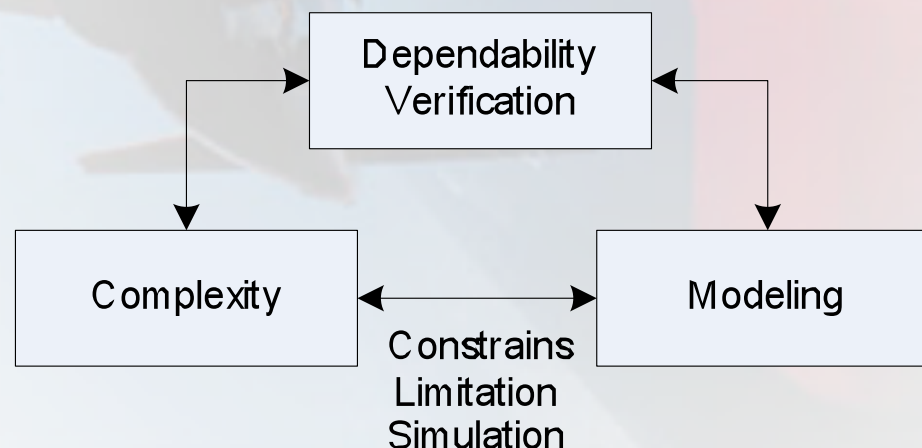 Dependability
Verification
Complexity
Modeling
Constrains
Limitation
Simulation